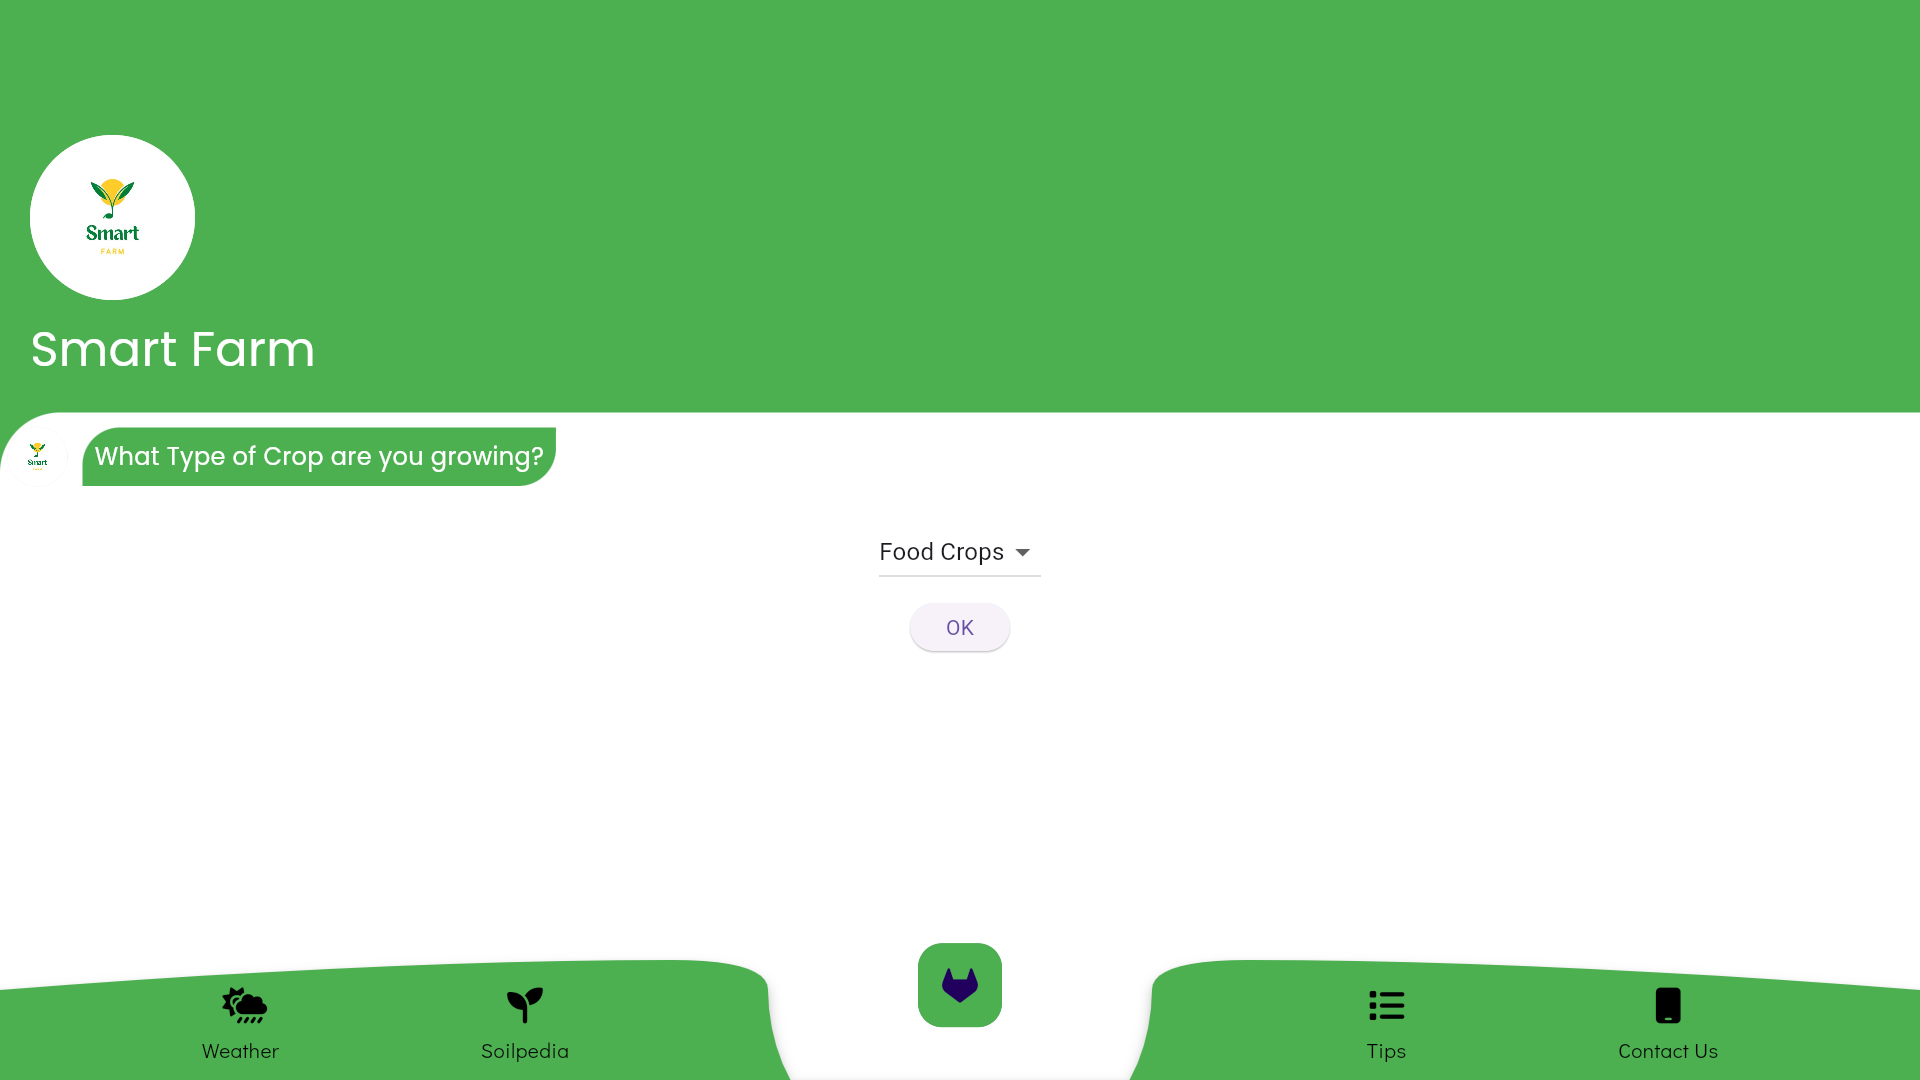 Smart
FARM
Smart Farm
Smart
What Type of Crop are you growing?
Food Crops
OK
Weather
Soilpedia
Tips
Contact Us